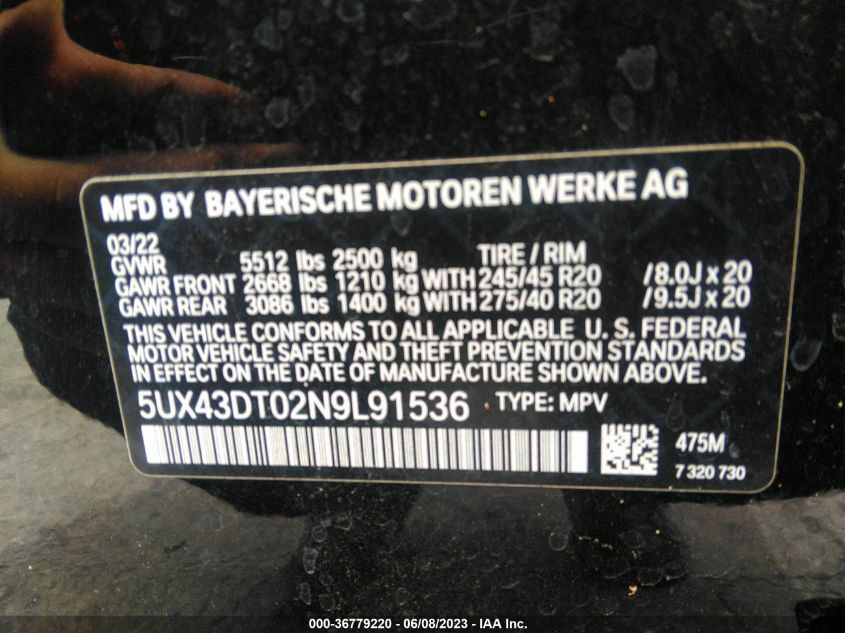 MFD BY BAYERISCHE MOTOREN WERKE AG
03/22
GVWR 5512 lbs 2500 kg TIRE / RIM
GAWR FRONT 2668 lbs 1210 kg WITH 245/45 R20 /8.0J x 20
GAWR REAR 3086 lbs 1400 kg WITH 275/40 R20 /9.5J x 20
THIS VEHICLE CONFORMS TO ALL APPLICABLE U. S. FEDERAL
MOTOR VEHICLE SAFETY AND THEFT PREVENTION STANDARDS
IN EFFECT ON THE DATE OF MANUFACTURE SHOWN ABOVE.
5UX43DT02N9L91536 TYPE: MPV
475M
7 320 730
000-36779220 - 06/08/2023 - IAA Inc.